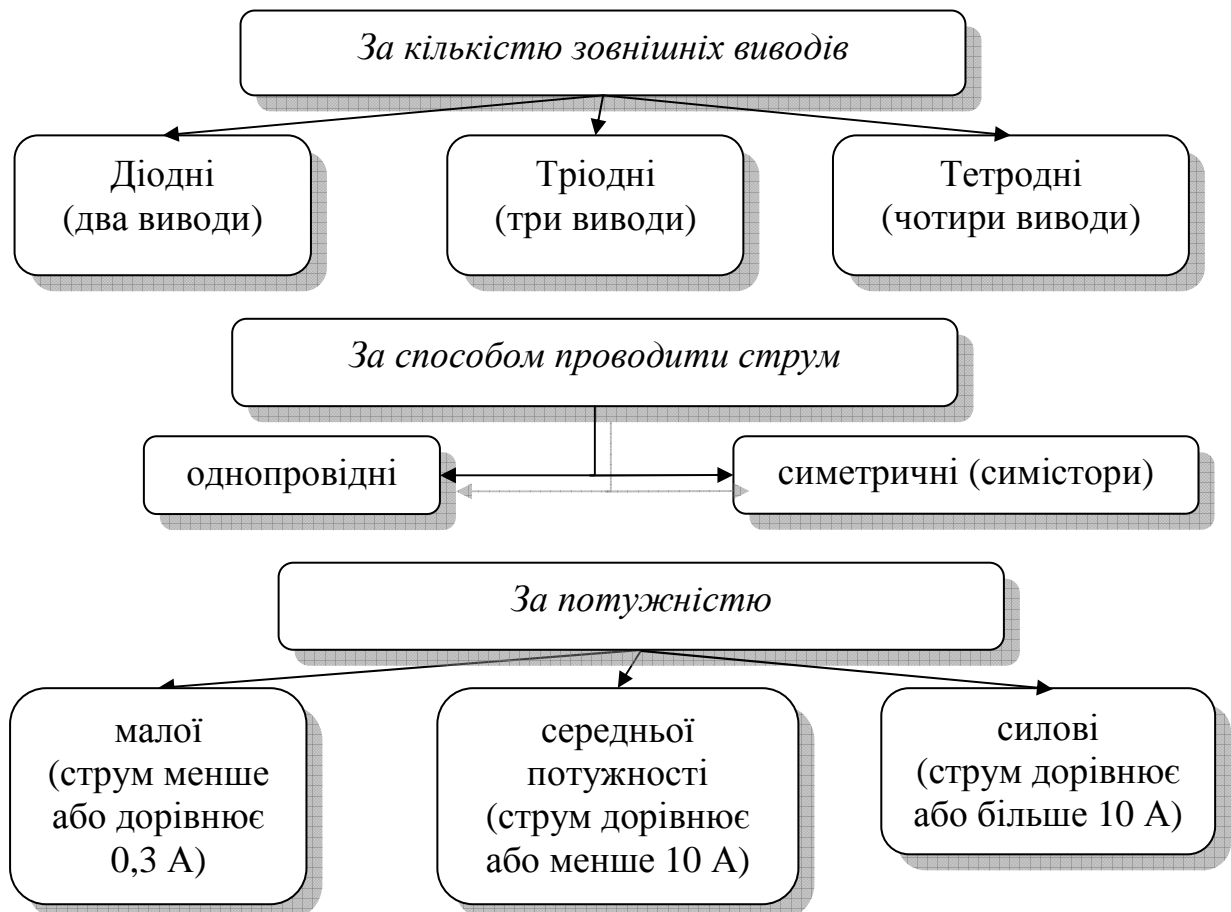 За кількістю зовнішніх виводів
Діодні
(два виводи)
Тріодні
(три виводи)
Тетродні
(чотири виводи)
За способом проводити струм
однопровідні
симетричні (симістори)
За потужністю
малої
(струм менше
або дорівнює
0,3 А)
середньої
потужності
(струм дорівнює
або менше 10 А)
силові
(струм дорівнює
або більше 10 А)